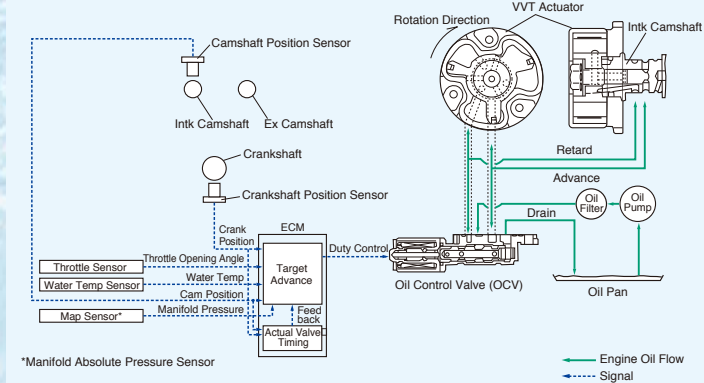 VVT Actuator
Rotation Direction
Intk Camshaft
Camshaft Position Sensor
Intk Camshaft
Ex Camshaft
Crankshaft
Crankshaft Position Sensor
Retard
Advance
Oil
Filter
Oil
Pump
Drain
ECM
Crank
Position
Duty Control
Throttle Sensor
Throttle Opening Angle
Target
Advance
Water Temp Sensor
Water Temp
Cam Position
Oil Control Valve (OCV)
Oil Pan
Map Sensor*
Manifold Pressure
Feed
back
Actual Valve
Timing
*Manifold Absolute Pressure Sensor
Engine Oil Flow
Signal